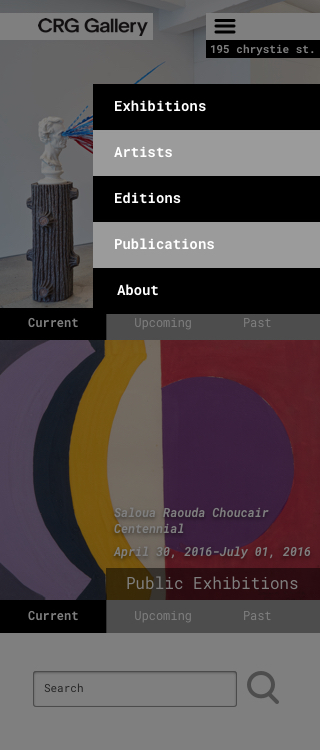 CRG Gallery
195 chrystie st.
Exhibitions
Artists
Editions
Publications
About
Current Upcoming Past
Saloua Raouda Choucair
Centennial
April 30, 2016-July 01, 2016
Public Exhibitions
Current Upcoming Past
Search